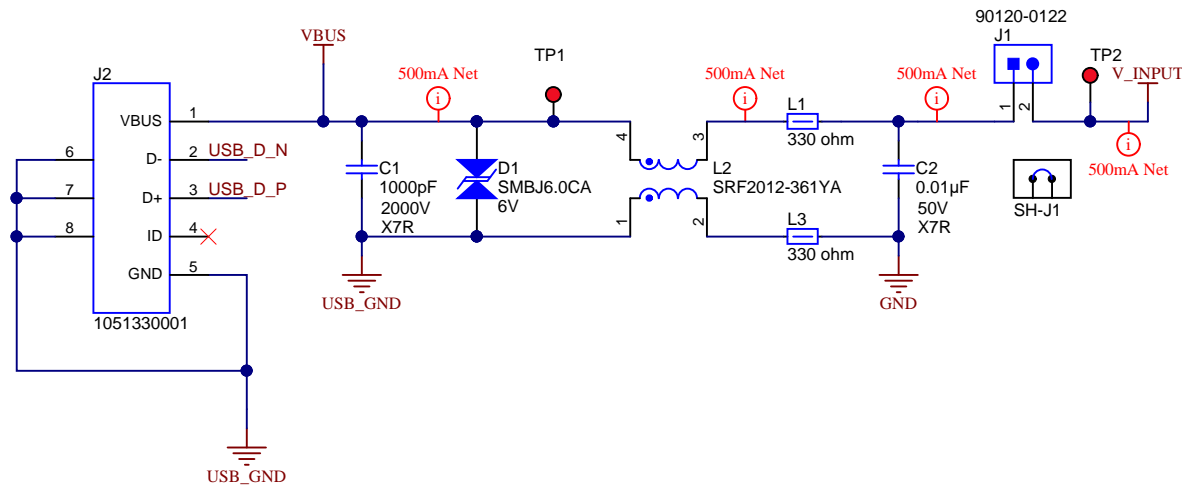 90120-0122
J1
VBUS
TP1
TP2
J2
500mA Net
i
500mA Net
i
500mA Net
i
V_INPUT
VBUS
1
4
3
L1
330 ohm
1
2
i
500mA Net
6
D-
2
USB_D_N
C1
1000pF
2000V
X7R
D1
SMBJ6.0CA
6V
L2
SRF2012-361YA
C2
0.01µF
50V
X7R
SH-J1
7
D+
3
USB_D_P
8
ID
4
1
2
L3
330 ohm
GND
5
USB_GND
GND
1051330001
USB_GND